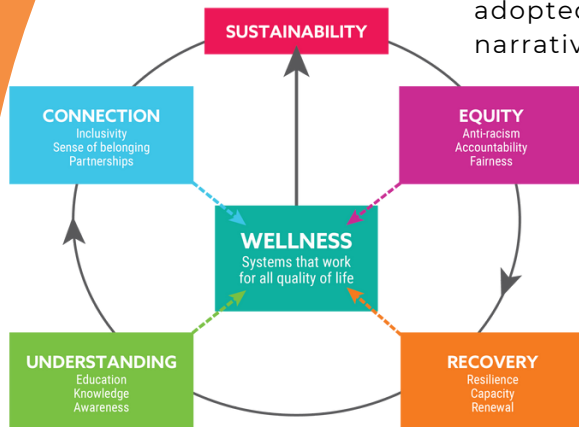 adopted
narrativ
SUSTAINABILITY
CONNECTION
Inclusivity
Sense of belonging
Partnerships
EQUITY
Anti-racism
Accountability
Fairness
WELLNESS
Systems that work
for all quality of life
UNDERSTANDING
Education
Knowledge
Awareness
RECOVERY
Resilience
Capacity
Renewal